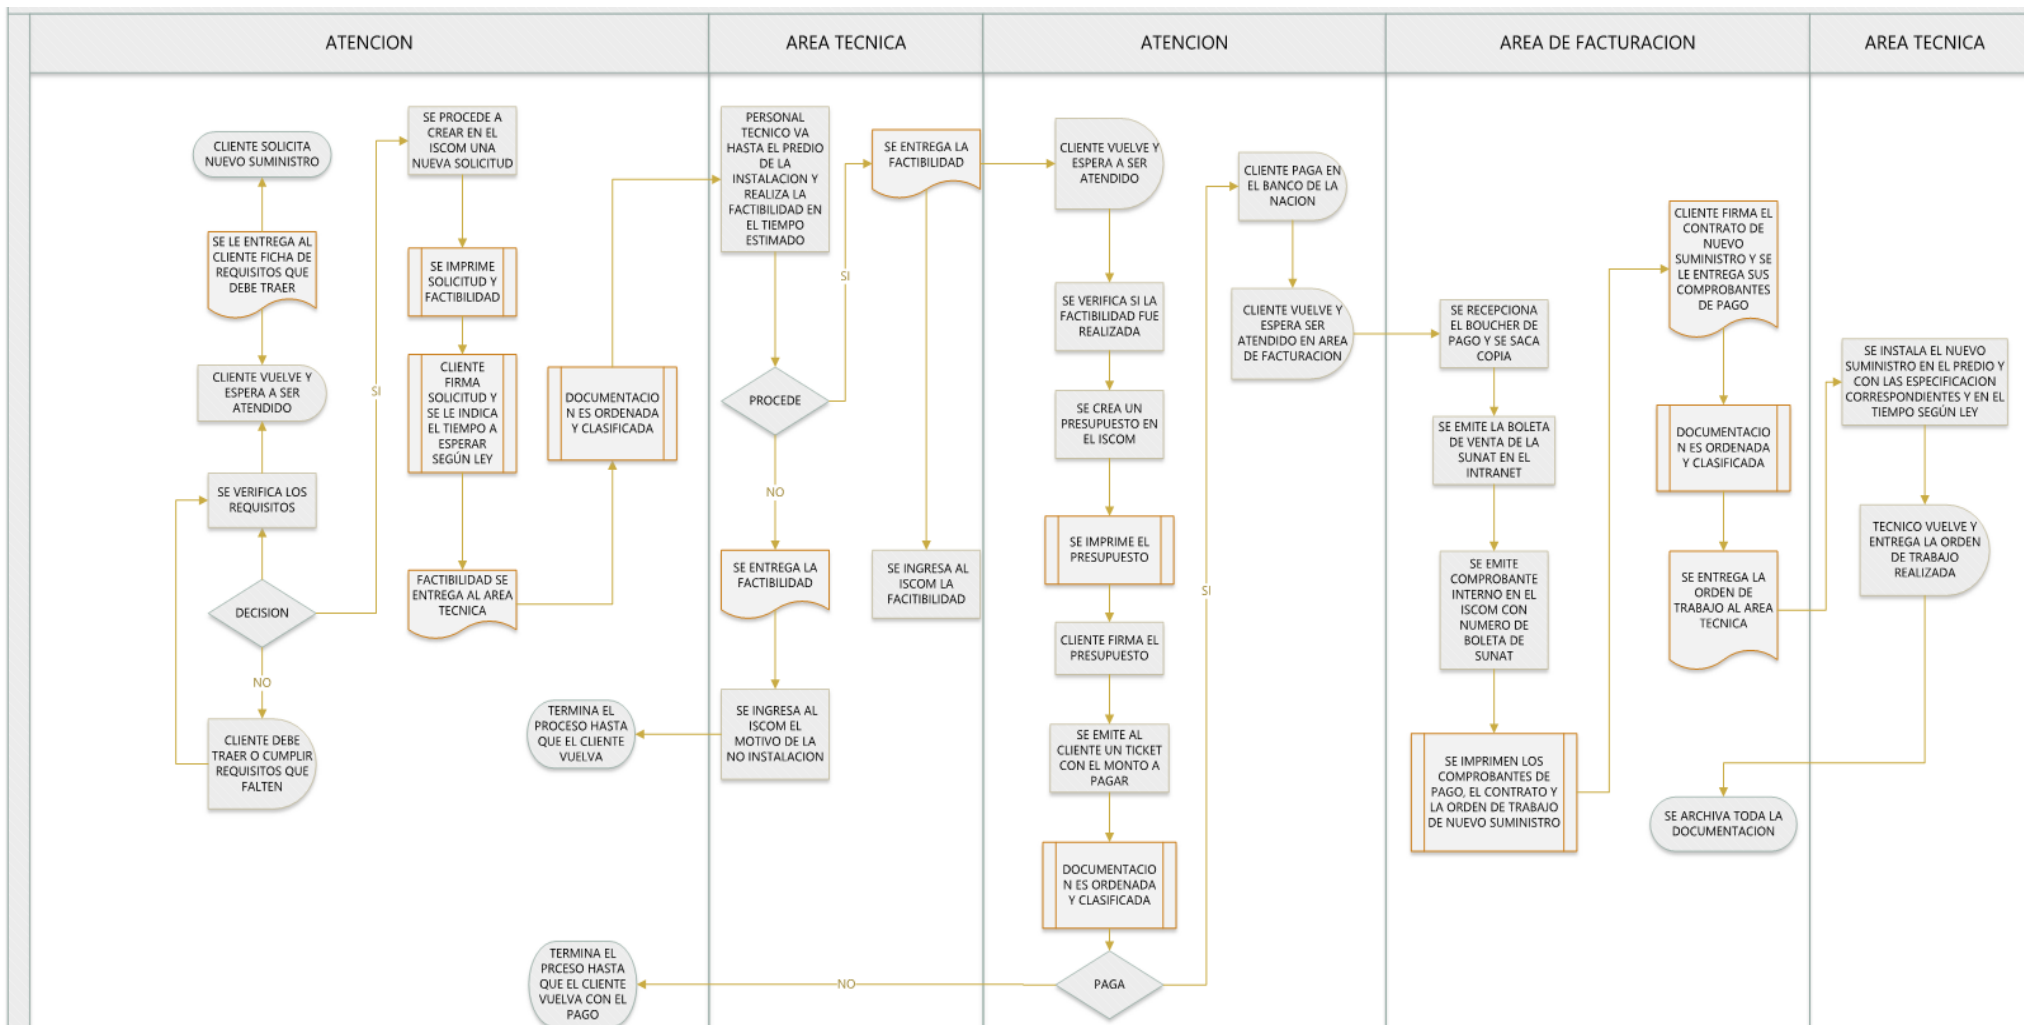 ATENCION
AREA TECNICA
ATENCION
AREA DE FACTURACION
AREA TECNICA
CLIENTE SOLICITA
NUEVO SUMINISTRO
SE LE ENTREGA AL
CLIENTE FICHA DE
REQUISITOS QUE
DEBE TRAER
CLIENTE VUELVE Y
ESPERA A SER
ATENDIDO
SE VERIFICA LOS
REQUISITOS
DECISION
NO
CLIENTE DEBE
TRAER O CUMPLIR
REQUISITOS QUE
FALTEN
SI
SE PROCEDE A
CREAR EN EL
ISCOM UNA
NUEVA SOLICITUD
SE IMPRIME
SOLICITUD Y
FACTIBILIDAD
CLIENTE
FIRMA
SOLICITUD Y
SE LE INDICA
EL TIEMPO A
ESPERAR
SEGÚN LEY
FACTIBILIDAD SE
ENTREGA AL AREA
TECNICA
DOCUMENTACIO
N ES ORDENADA
Y CLASIFICADA
PERSONAL
TECNICO VA
HASTA EL PREDIO
DE LA
INSTALACION Y
REALIZA LA
FACTIBILIDAD EN
EL TIEMPO
ESTIMADO
PROCEDE
NO
SE ENTREGA LA
FACTIBILIDAD
SE INGRESA AL
ISCOM EL
MOTIVO DE LA
NO INSTALACION
TERMINA EL
PROCESO HASTA
QUE EL CLIENTE
VUELVA
SI
SE ENTREGA LA
FACTIBILIDAD
SE INGRESA AL
ISCOM LA
FACITIBILIDAD
CLIENTE VUELVE Y
ESPERA A SER
ATENDIDO
SE VERIFICA SI LA
FACTIBILIDAD FUE
REALIZADA
SE CREA UN
PRESUPUESTO EN
EL ISCOM
SE IMPRIME EL
PRESUPUESTO
CLIENTE FIRMA EL
PRESUPUESTO
SE EMITE AL
CLIENTE UN TICKET
CON EL MONTO A
PAGAR
DOCUMENTACIO
N ES ORDENADA
Y CLASIFICADA
PAGA
NO
TERMINA EL
PRCESO HASTA
QUE EL CLIENTE
VUELVA CON EL
PAGO
SI
CLIENTE PAGA EN
EL BANCO DE LA
NACION
CLIENTE VUELVE Y
ESPERA SER
ATENDIDO EN AREA
DE FACTURACION
SE RECEPCIONA
EL BOUCHER DE
PAGO Y SE SACA
COPIA
SE EMITE LA BOLETA
DE VENTA DE LA
SUNAT EN EL
INTRANET
SE EMITE
COMPROBANTE
INTERNO EN EL
ISCOM CON
NUMERO DE
BOLETA DE
SUNAT
SE IMPRIMEN LOS
COMPROBANTES DE
PAGO, EL CONTRATO Y
LA ORDEN DE TRABAJO
DE NUEVO SUMINISTRO
CLIENTE FIRMA EL
CONTRATO DE
NUEVO
SUMINISTRO Y SE
LE ENTREGA SUS
COMPROBANTES
DE PAGO
DOCUMENTACIO
N ES ORDENADA
Y CLASIFICADA
SE ENTREGA LA
ORDEN DE
TRABAJO AL AREA
TECNICA
SE INSTALA EL NUEVO
SUMINISTRO EN EL PREDIO Y
CON LAS ESPECIFICACION
CORRESPONDIENTES Y EN EL
TIEMPO SEGÚN LEY
TECNICO VUELVE Y
ENTREGA LA ORDEN
DE TRABAJO
REALIZADA
SE ARCHIVA TODA LA
DOCUMENTACION